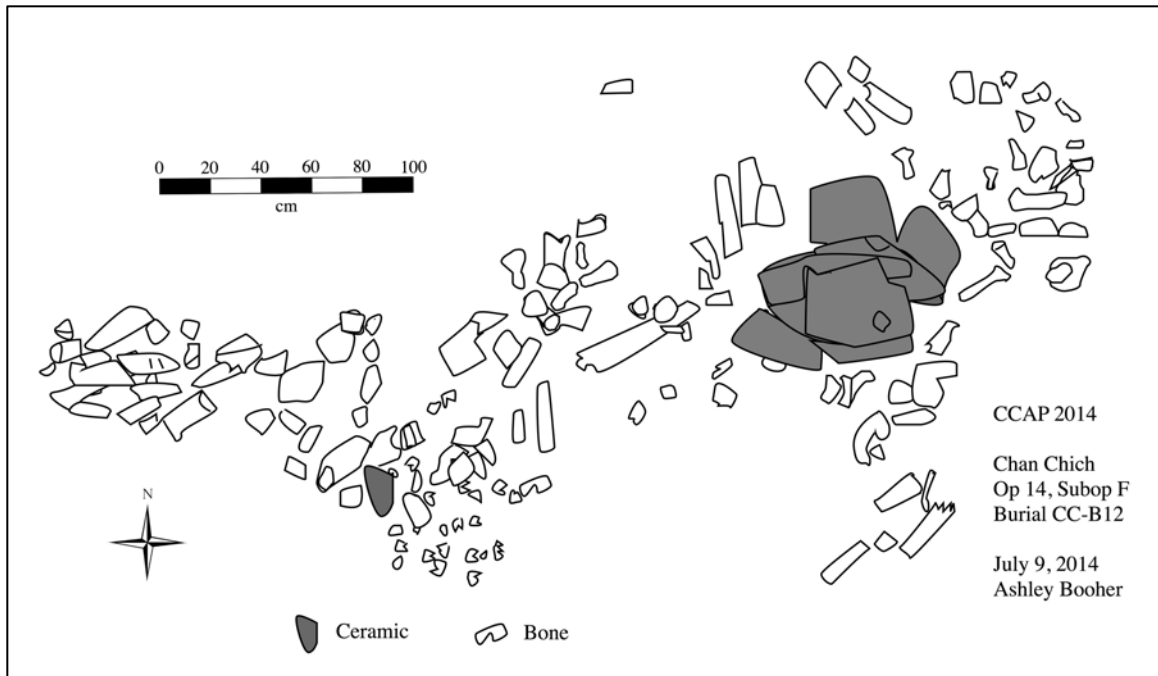 0 20 40 60 80 100
cm
CCAP 2014
Chan Chich
Op 14, Subop F
Burial CC-B12
July 9, 2014
Ashley Booher
N
Ceramic
Bone